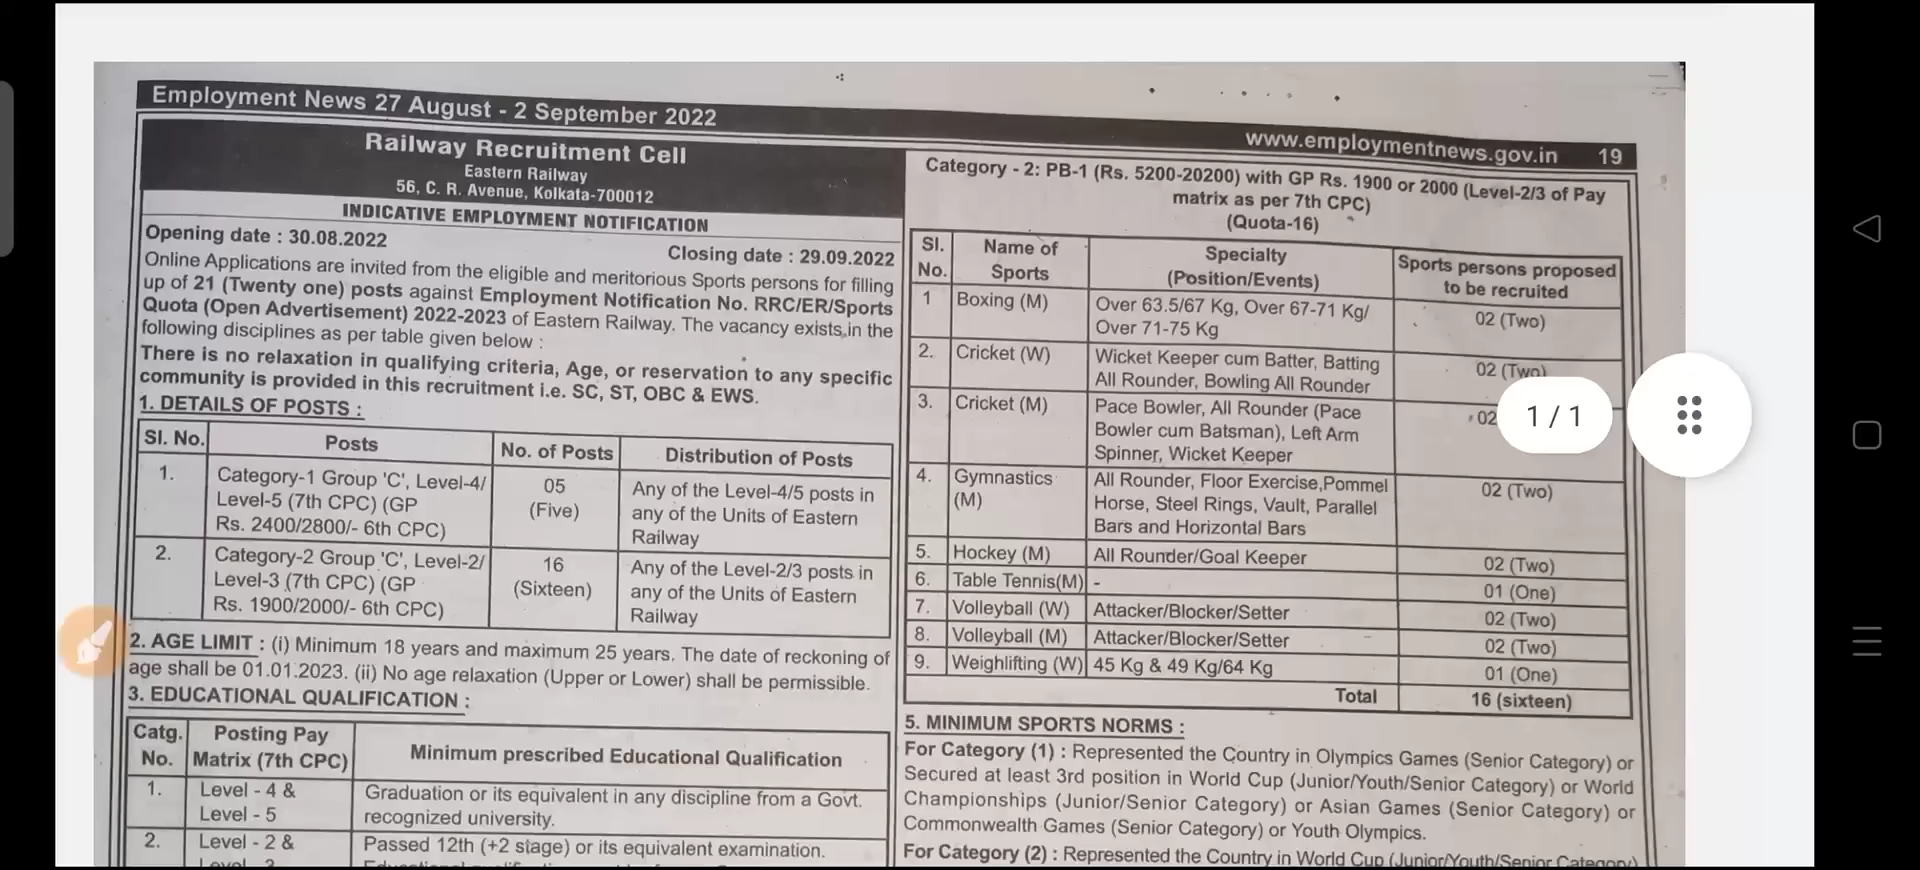 Employment News 27 August - 2 September 2022
www.employmentnews.gov.in 19
Railway Recruitment Cell
Eastern Railway
56, C. R. Avenue, Kolkata-700012
INDICATIVE EMPLOYMENT NOTIFICATION
Opening date : 30.08.2022
Closing date : 29.09.2022
Online Applications are invited from the eligible and meritorious Sports persons for filling
up of 21 (Twenty one) posts against Employment Notification No. RRC/ER/Sports
Quota (Open Advertisement) 2022-2023 of Eastern Railway. The vacancy exists in the
following disciplines as per table given below :
There is no relaxation in qualifying criteria, Age, or reservation to any specific
community is provided in this recruitment i.e. SC, ST, OBC & EWS.
1. DETAILS OF POSTS :
Sl. No. Posts No. of Posts Distribution of Posts
1. Category-1 Group 'C', Level-4/ 05 Any of the Level-4/5 posts in
Level-5 (7th CPC) (GP (Five) any of the Units of Eastern
Rs. 2400/2800/- 6th CPC) Railway
2. Category-2 Group 'C', Level-2/ 16 Any of the Level-2/3 posts in
Level-3 (7th CPC) (GP (Sixteen) any of the Units of Eastern
Rs. 1900/2000/- 6th CPC) Railway
2. AGE LIMIT : (i) Minimum 18 years and maximum 25 years. The date of reckoning of
age shall be 01.01.2023. (ii) No age relaxation (Upper or Lower) shall be permissible.
3. EDUCATIONAL QUALIFICATION :
Catg. Posting Pay Minimum prescribed Educational Qualification
No. Matrix (7th CPC)
1. Level - 4 & Graduation or its equivalent in any discipline from a Govt.
Level - 5 recognized university.
2. Level - 2 & Passed 12th (+2 stage) or its equivalent examination.
Category - 2: PB-1 (Rs. 5200-20200) with GP Rs. 1900 or 2000 (Level-2/3 of Pay
matrix as per 7th CPC)
(Quota-16)
Sl. Name of Specialty Sports persons proposed
No. Sports (Position/Events) to be recruited
1 Boxing (M) Over 63.5/67 Kg, Over 67-71 Kg/ 02 (Two)
Over 71-75 Kg
2. Cricket (W) Wicket Keeper cum Batter, Batting 02 (Two)
All Rounder, Bowling All Rounder
3. Cricket (M) Pace Bowler, All Rounder (Pace 02
Bowler cum Batsman), Left Arm
Spinner, Wicket Keeper
4. Gymnastics All Rounder, Floor Exercise,Pommel 02 (Two)
(M) Horse, Steel Rings, Vault, Parallel
Bars and Horizontal Bars
5. Hockey (M) All Rounder/Goal Keeper 02 (Two)
6. Table Tennis(M) - 01 (One)
7. Volleyball (W) Attacker/Blocker/Setter 02 (Two)
8. Volleyball (M) Attacker/Blocker/Setter 02 (Two)
9. Weighlifting (W) 45 Kg & 49 Kg/64 Kg 01 (One)
Total 16 (sixteen)
5. MINIMUM SPORTS NORMS :
For Category (1) : Represented the Country in Olympics Games (Senior Category) or
Secured at least 3rd position in World Cup (Junior/Youth/Senior Category) or World
Championships (Junior/Senior Category) or Asian Games (Senior Category) or
Commonwealth Games (Senior Category) or Youth Olympics.
For Category (2) : Represented the Country in World Cup (Junior/Youth/Senior Category)
1 / 1